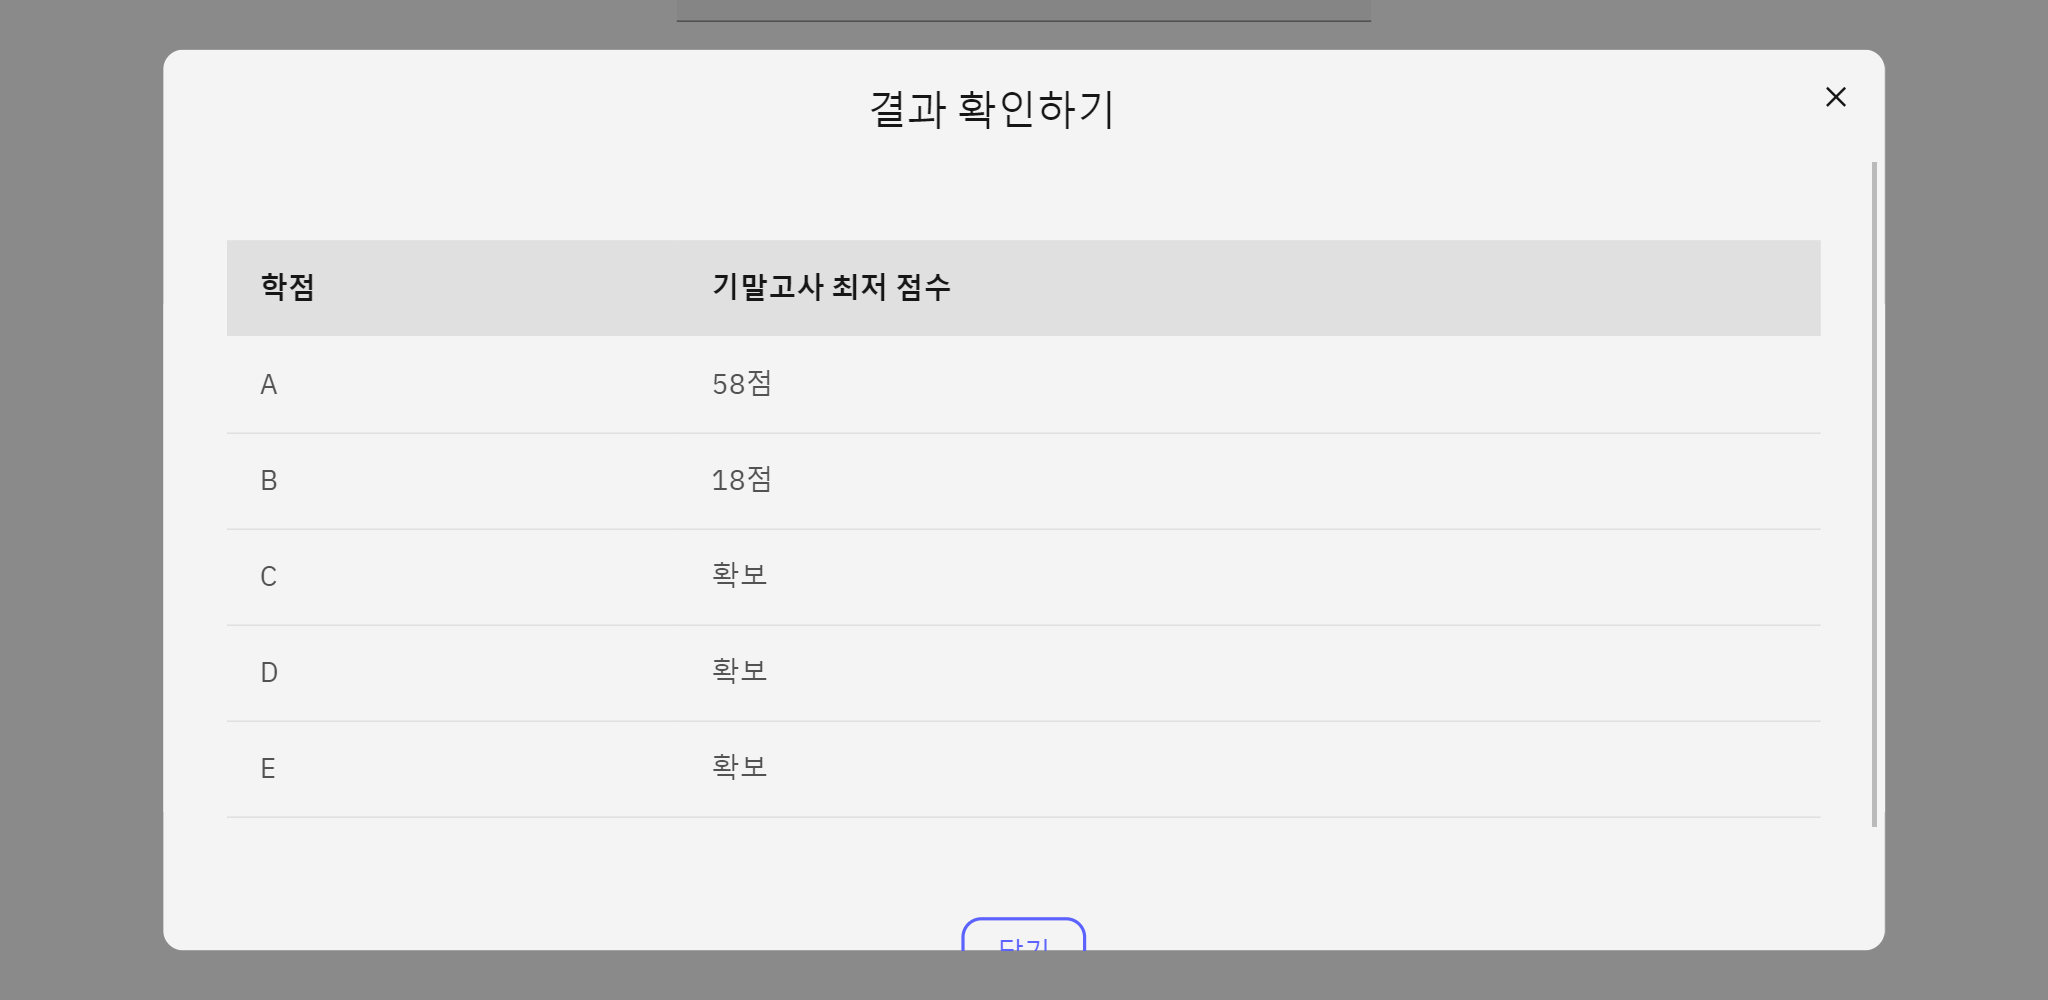 결과 확인하기
학점 기말고사 최저 점수
A 58점
B 18점
C 확보
D 확보
E 확보
닫기